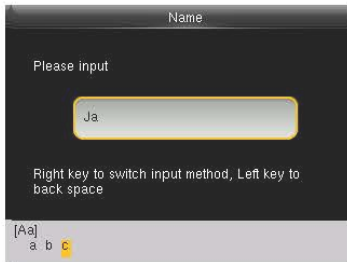 Name
Please input
Ja
Right key to switch input method, Left key to
back space
[Aa]
a b c